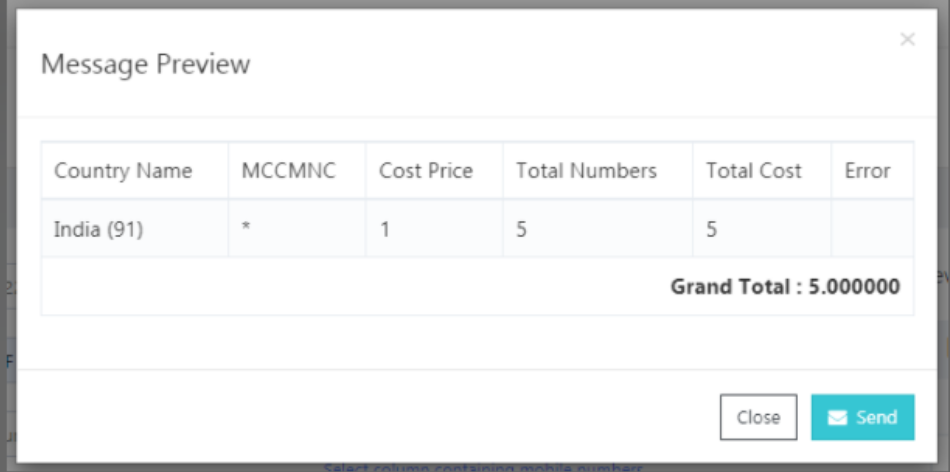 ×
Message Preview
Country Name MCCMNC Cost Price Total Numbers Total Cost Error
India (91) * 1 5 5
Grand Total : 5.000000
Close Send
Select column containing mobile numbers